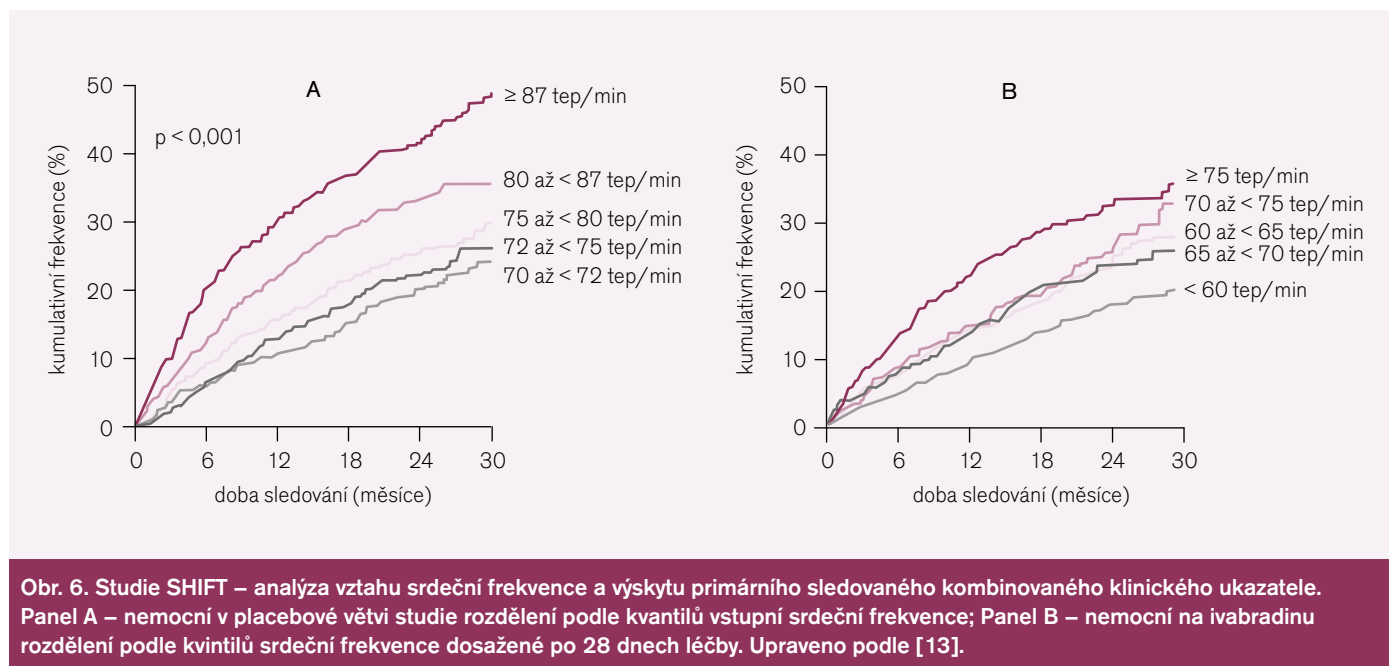 A
50
40
30
20
10
0
kumulativní frekvence (%)
p < 0,001
≥ 87 tep/min
80 až < 87 tep/min
75 až < 80 tep/min
72 až < 75 tep/min
70 až < 72 tep/min
0 6 12 18 24 30
doba sledování (měsíce)
B
50
40
30
20
10
0
kumulativní frekvence (%)
≥ 75 tep/min
70 až < 75 tep/min
60 až < 65 tep/min
65 až < 70 tep/min
< 60 tep/min
0 6 12 18 24 30
doba sledování (měsíce)
Obr. 6. Studie SHIFT – analýza vztahu srdeční frekvence a výskytu primárního sledovaného kombinovaného klinického ukazatele.
Panel A – nemocní v placebové větvi studie rozdělení podle kvantilů vstupní srdeční frekvence; Panel B – nemocní na ivabradinu
rozdělení podle kvintilů srdeční frekvence dosažené po 28 dnech léčby. Upraveno podle [13].